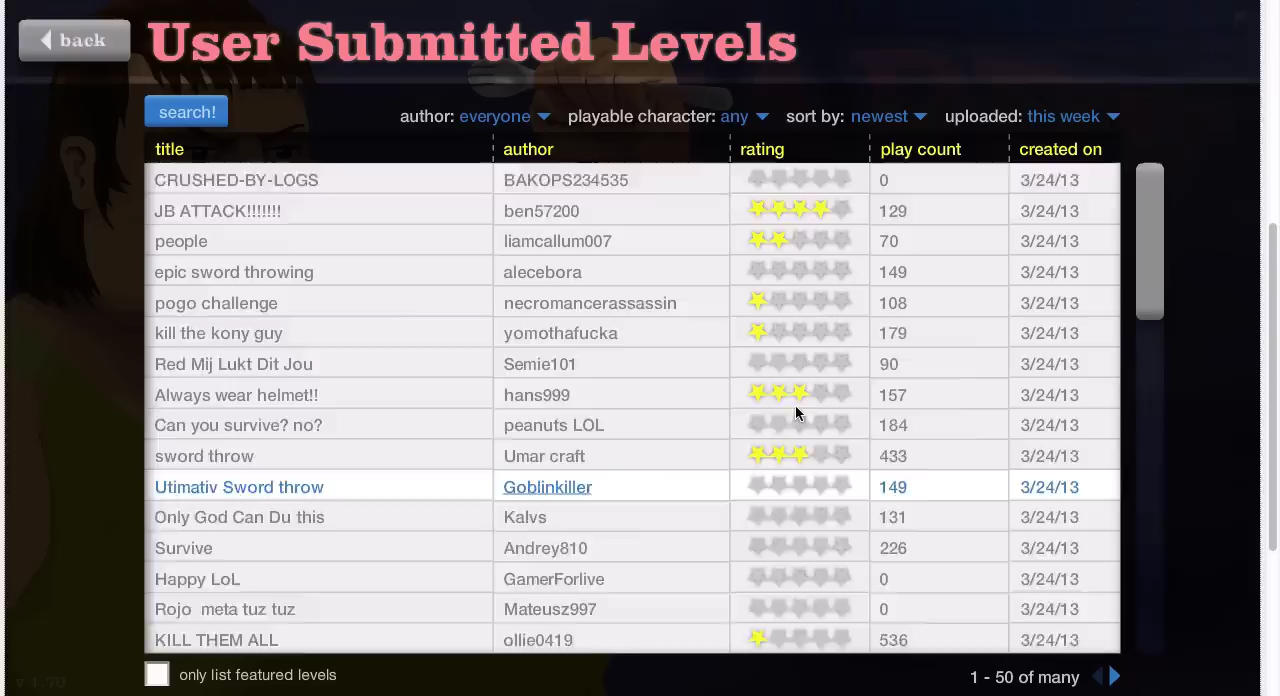 back
User Submitted Levels
search!
author: everyone playable character: any sort by: newest uploaded: this week
title author rating play count created on
CRUSHED-BY-LOGS BAKOPS234535 0 3/24/13
JB ATTACK!!!!!!! ben57200 129 3/24/13
people liamcallum007 70 3/24/13
epic sword throwing alecebora 149 3/24/13
pogo challenge necromancerassassin 108 3/24/13
kill the kony guy yomothafucka 179 3/24/13
Red Mij Lukt Dit Jou Semie101 90 3/24/13
Always wear helmet!! hans999 157 3/24/13
Can you survive? no? peanuts LOL 184 3/24/13
sword throw Umar craft 433 3/24/13
Utimativ Sword throw Goblinkiller 149 3/24/13
Only God Can Du this Kalvs 131 3/24/13
Survive Andrey810 226 3/24/13
Happy LoL GamerForlive 0 3/24/13
Rojo meta tuz tuz Mateusz997 0 3/24/13
KILL THEM ALL ollie0419 536 3/24/13
only list featured levels 1 - 50 of many
v 1.70